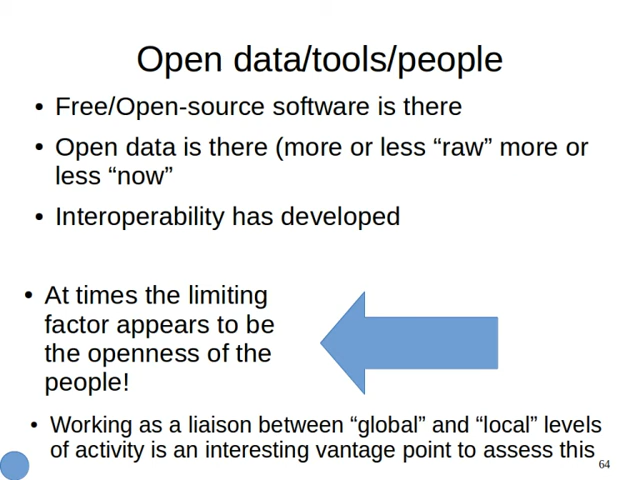 Open data/tools/people
• Free/Open-source software is there
• Open data is there (more or less “raw” more or
less “now”
• Interoperability has developed
• At times the limiting
factor appears to be
the openness of the
people!
• Working as a liaison between “global” and “local” levels
of activity is an interesting vantage point to assess this
64